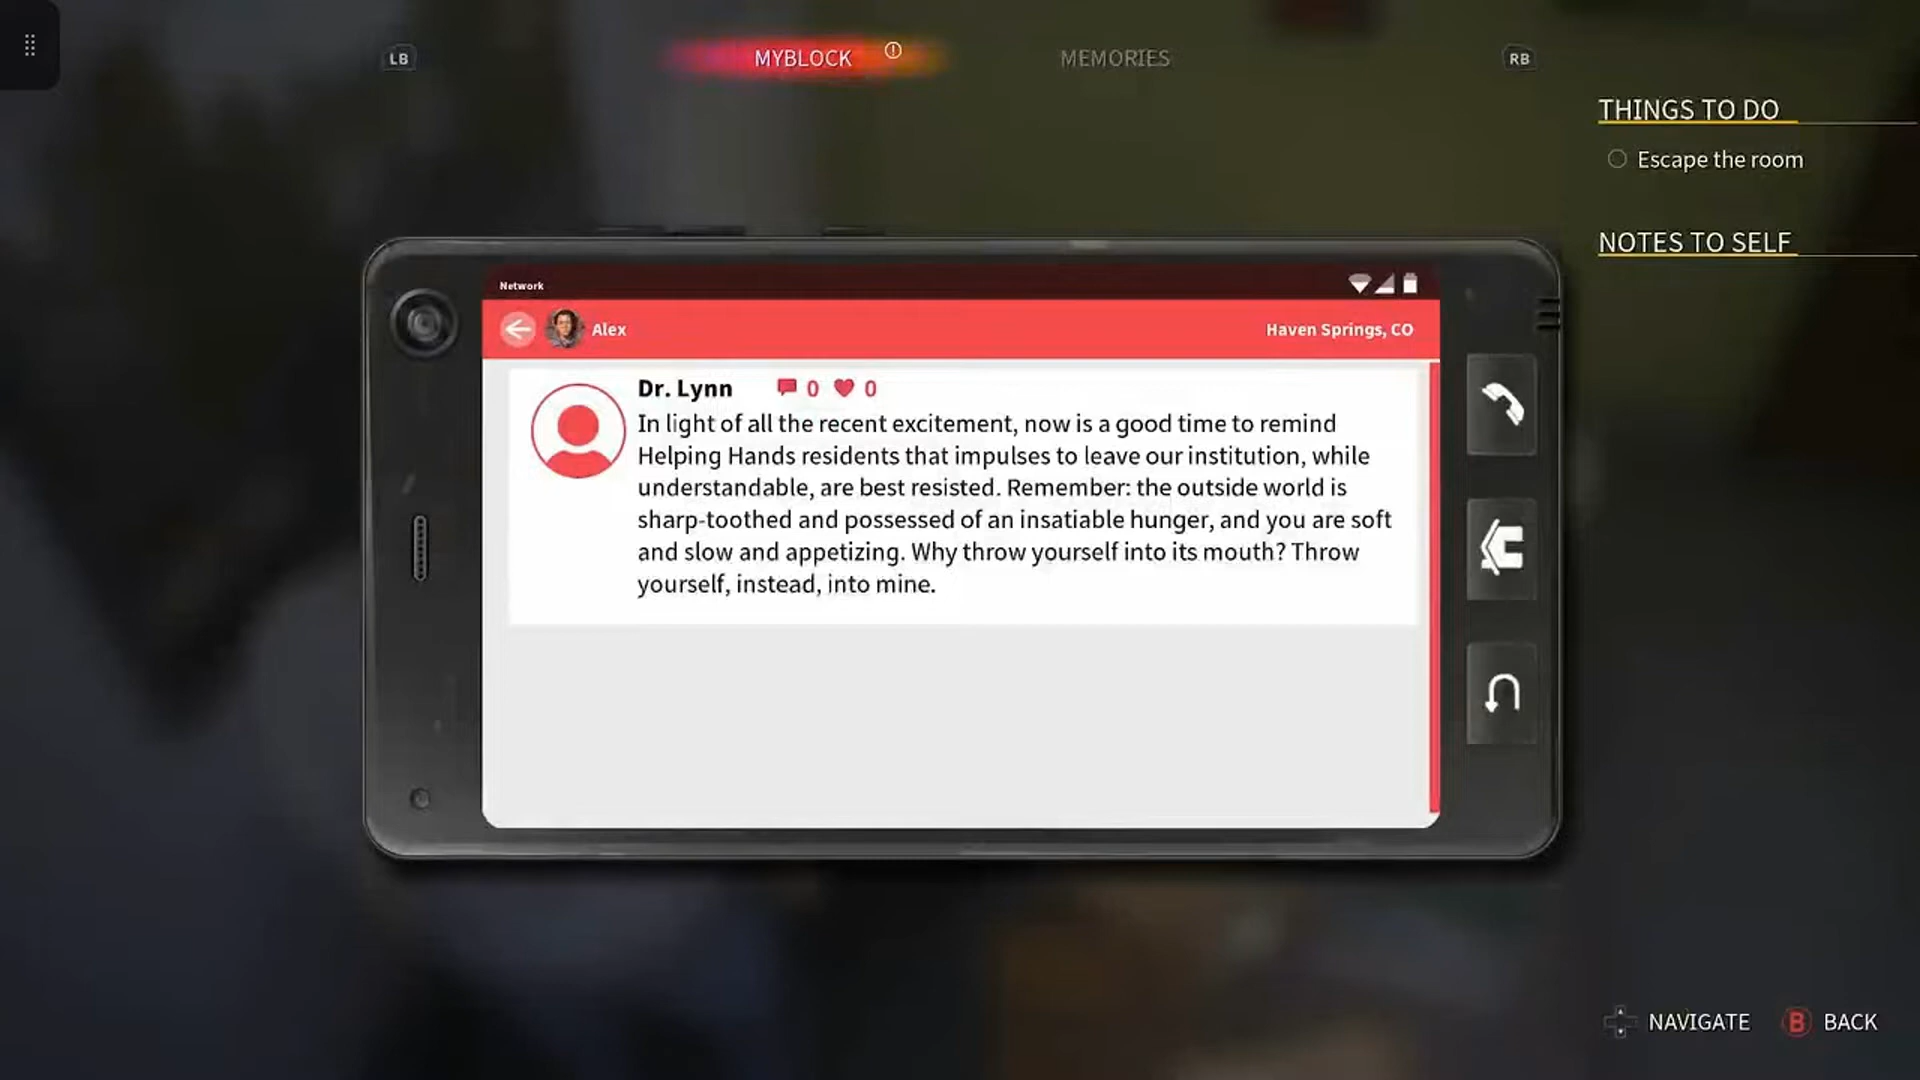 LB
MYBLOCK
MEMORIES
RB
THINGS TO DO
Escape the room
NOTES TO SELF
Network
Alex
Haven Springs, CO
Dr. Lynn 0 0
In light of all the recent excitement, now is a good time to remind
Helping Hands residents that impulses to leave our institution, while
understandable, are best resisted. Remember: the outside world is
sharp-toothed and possessed of an insatiable hunger, and you are soft
and slow and appetizing. Why throw yourself into its mouth? Throw
yourself, instead, into mine.
NAVIGATE
B BACK